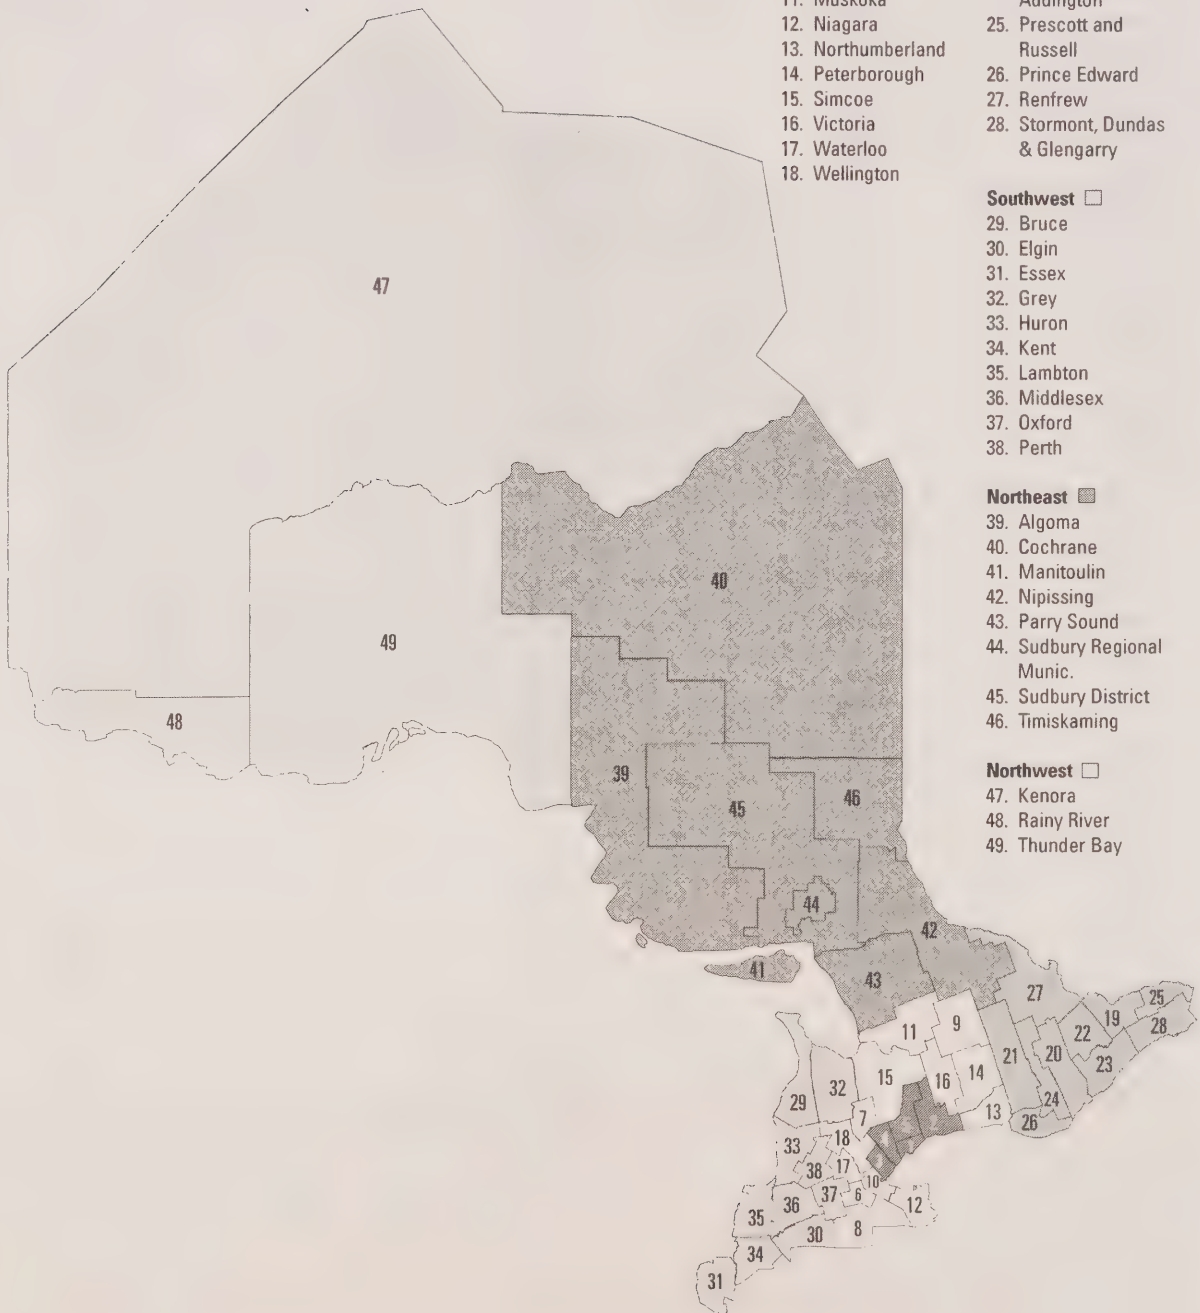 11. Muskoka
12. Niagara
13. Northumberland
14. Peterborough
15. Simcoe
16. Victoria
17. Waterloo
18. Wellington
Addington
25. Prescott and
Russell
26. Prince Edward
27. Renfrew
28. Stormont, Dundas
& Glengarry
Southwest
29. Bruce
30. Elgin
31. Essex
32. Grey
33. Huron
34. Kent
35. Lambton
36. Middlesex
37. Oxford
38. Perth
Northeast
39. Algoma
40. Cochrane
41. Manitoulin
42. Nipissing
43. Parry Sound
44. Sudbury Regional
Munic.
45. Sudbury District
46. Timiskaming
Northwest
47. Kenora
48. Rainy River
49. Thunder Bay
47
40
49
48
39
46
45
44
42
41
43
27
25
19
28
22
9
11
21
20
23
14
16
15
32
29
24
13
26
7
2
18
33
17
38
10
37
6
12
36
35
8
30
34
31